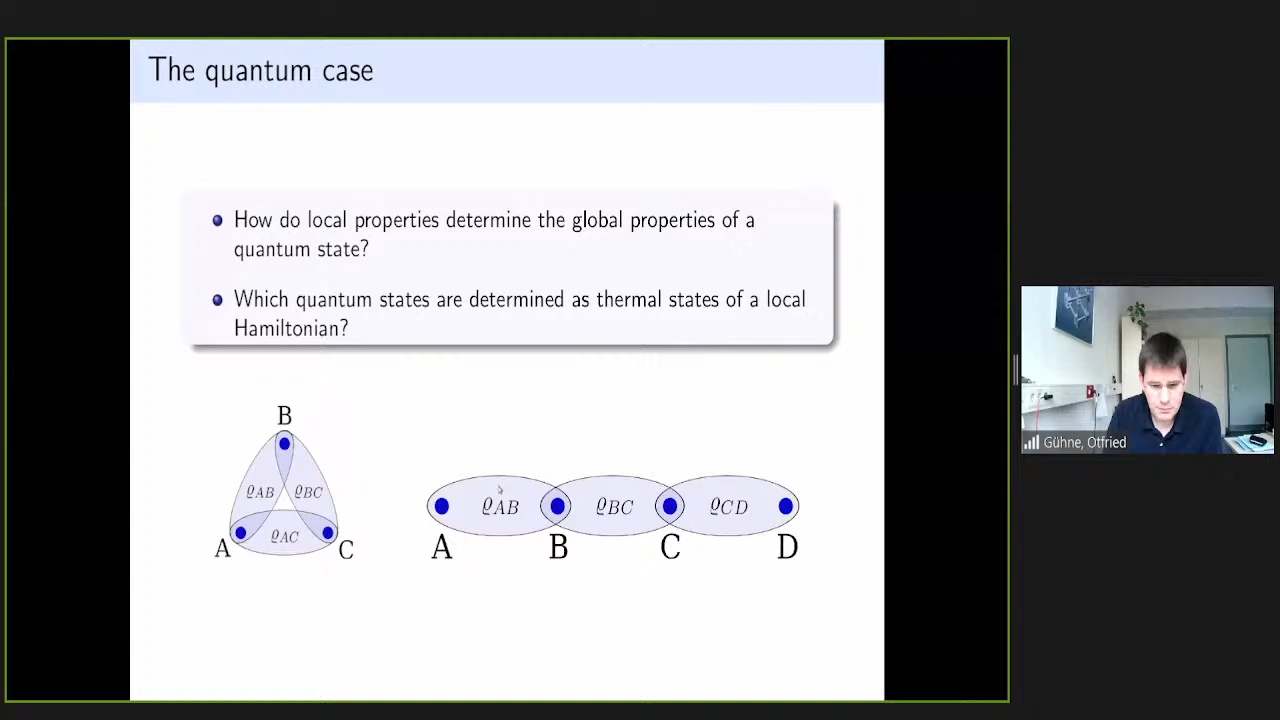 The quantum case
How do local properties determine the global properties of a
quantum state?
Which quantum states are determined as thermal states of a local
Hamiltonian?
B
ϱAB ϱBC
ϱAC
A C
ϱAB ϱBC ϱCD
A B C D
Gühne, Otfried